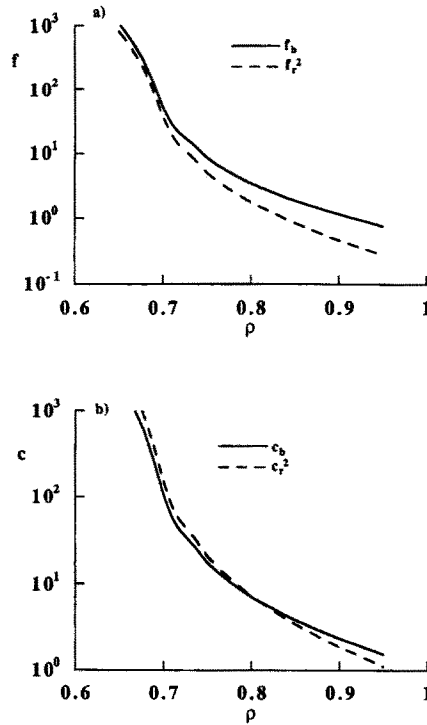 a)
f
10³
10²
10¹
10⁰
10⁻¹
f_b
f_r²
0.6 0.7 0.8 0.9 1
ρ
b)
c
10³
10²
10¹
10⁰
c_b
c_r²
0.6 0.7 0.8 0.9 1
ρ